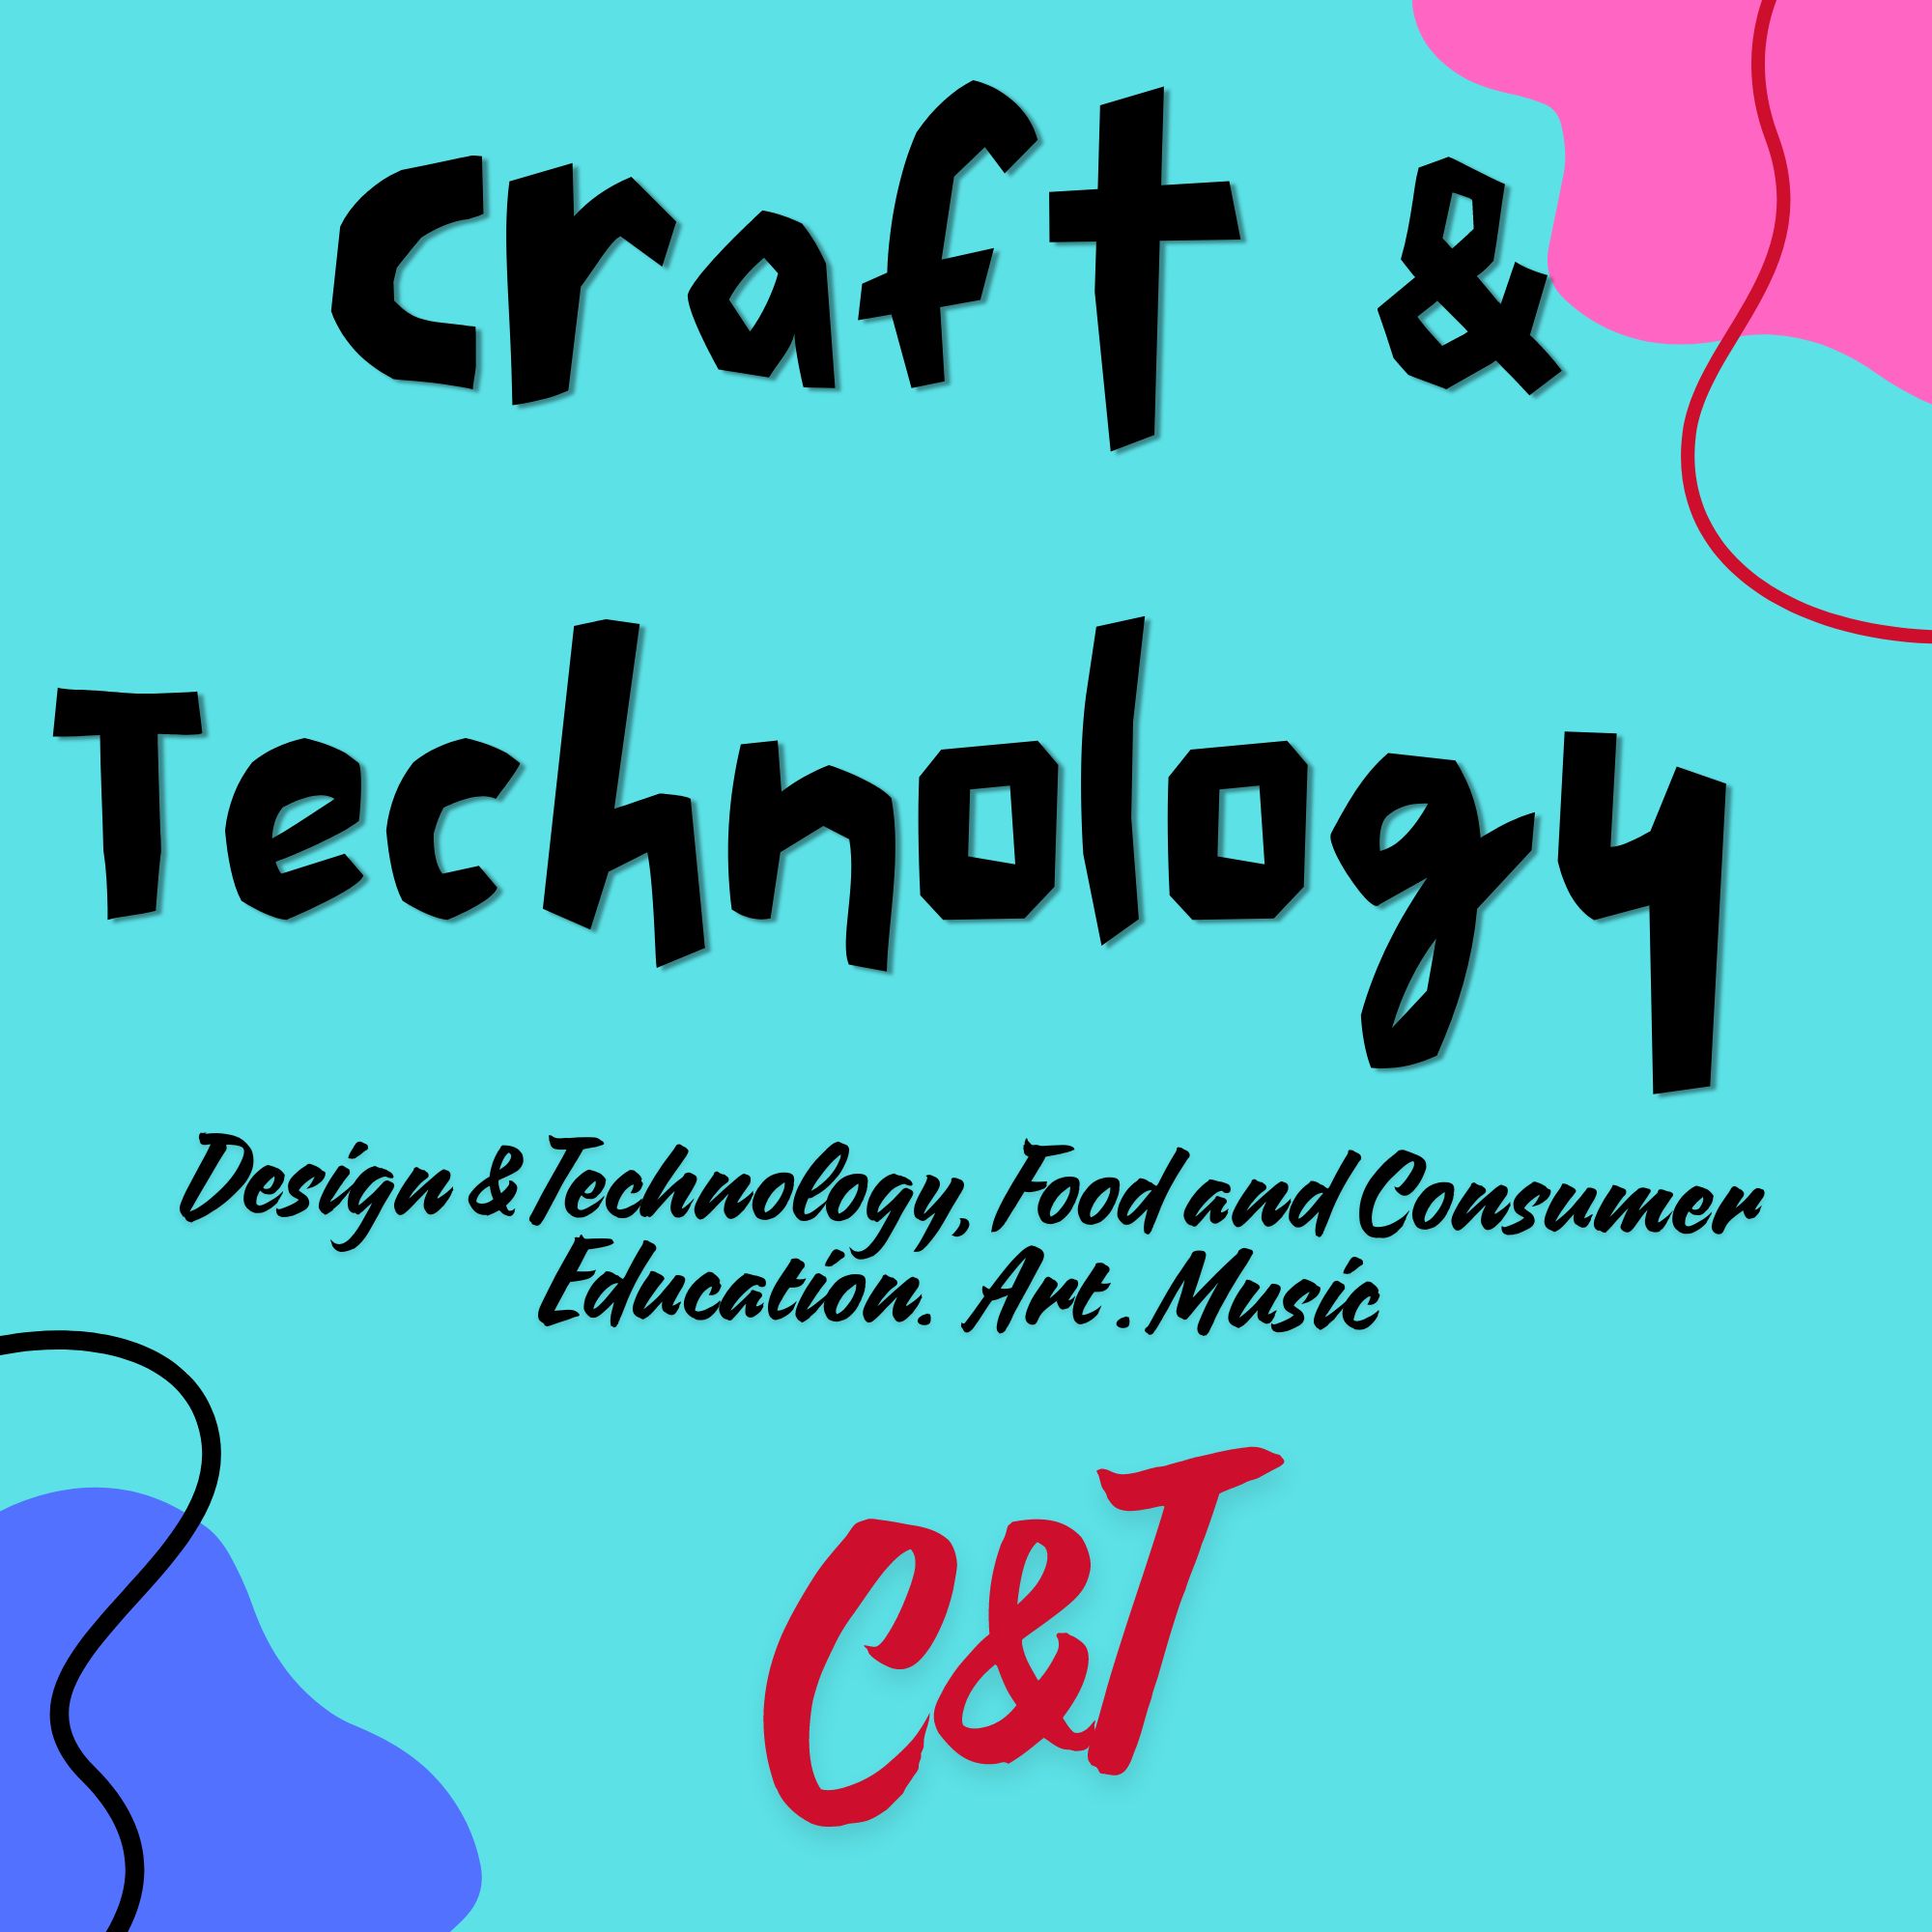 Craft &
Technology
Design & Technology, Food and Consumer
Education. Art. Music
C&T